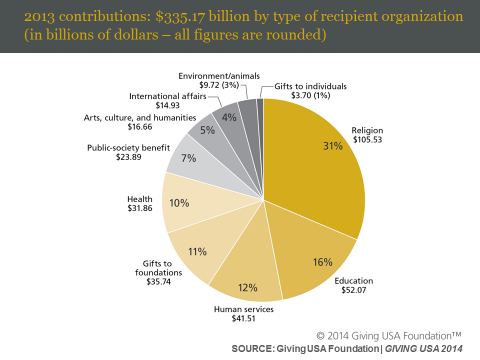 2013 contributions: $335.17 billion by type of recipient organization
(in billions of dollars – all figures are rounded)
Environment/animals
$9.72 (3%)
Gifts to individuals
$3.70 (1%)
International affairs
$14.93
4%
Arts, culture, and humanities
$16.66
5%
Public-society benefit
$23.89
7%
Religion
$105.53
31%
Health
$31.86
10%
Gifts to
foundations
$35.74
11%
Human services
$41.51
12%
Education
$52.07
16%
© 2014 Giving USA Foundation™
SOURCE: GivingUSA Foundation| GIVING USA 2014